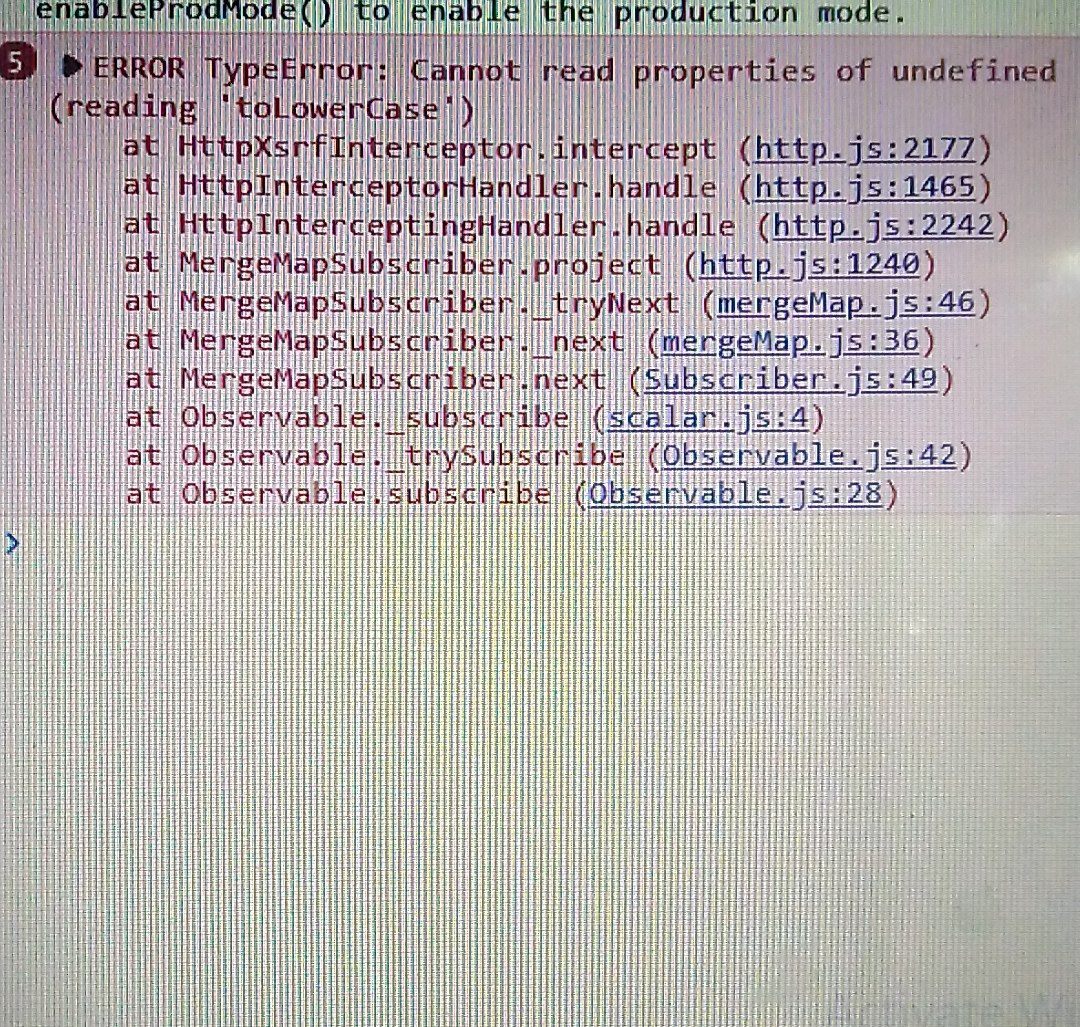 enableProdMode() to enable the production mode.
5 ▶ ERROR TypeError: Cannot read properties of undefined
(reading 'toLowerCase')
at HttpXsrfInterceptor.intercept (http.js:2177)
at HttpInterceptorHandler.handle (http.js:1465)
at HttpInterceptingHandler.handle (http.js:2242)
at MergeMapSubscriber.project (http.js:1240)
at MergeMapSubscriber._tryNext (mergeMap.js:46)
at MergeMapSubscriber._next (mergeMap.js:36)
at MergeMapSubscriber.next (Subscriber.js:49)
at Observable._subscribe (scalar.js:4)
at Observable._trySubscribe (Observable.js:42)
at Observable.subscribe (Observable.js:28)
>
Activate W